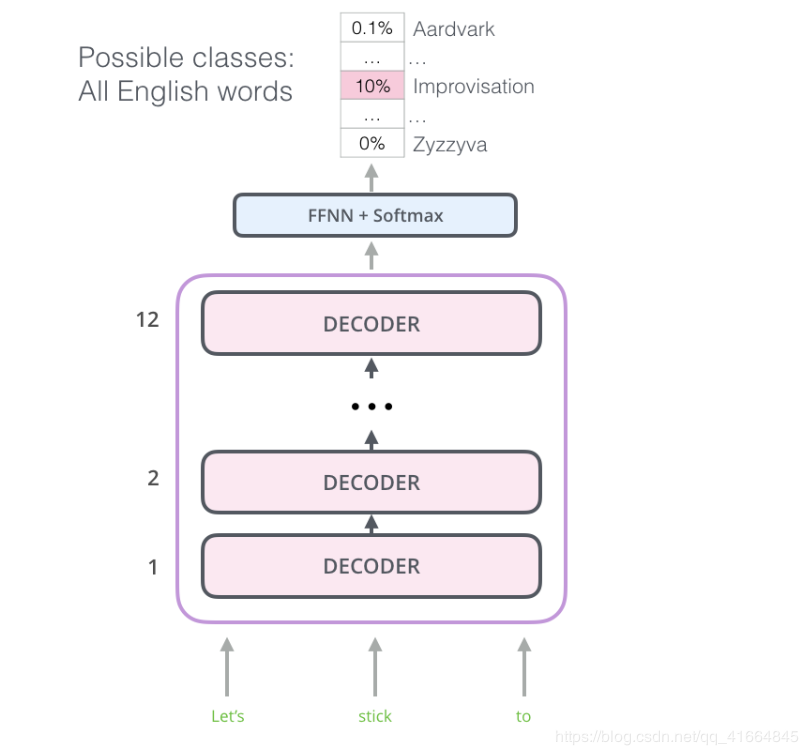 Possible classes:
All English words
0.1% Aardvark
... ...
10% Improvisation
... ...
0% Zyzzyva
FFNN + Softmax
12 DECODER
...
2 DECODER
1 DECODER
Let's stick to
https://blog.csdn.net/qq_41664845